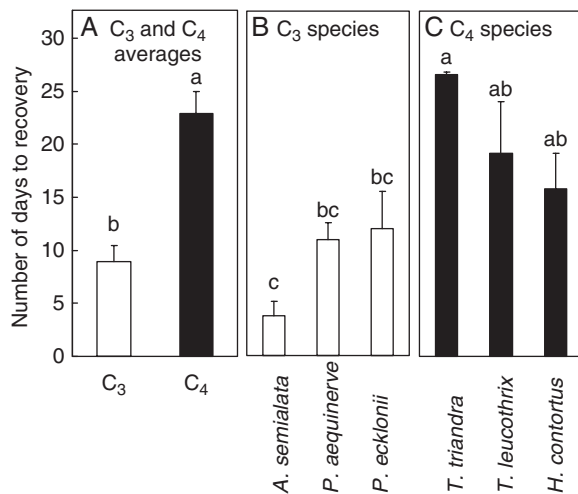 Number of days to recovery
30
25
20
15
10
5
0
A C₃ and C₄
averages
b
a
C₃
C₄
B C₃ species
c
bc
bc
A. semialata
P. aequinerve
P. ecklonii
C C₄ species
a
ab
ab
T. triandra
T. leucothrix
H. contortus